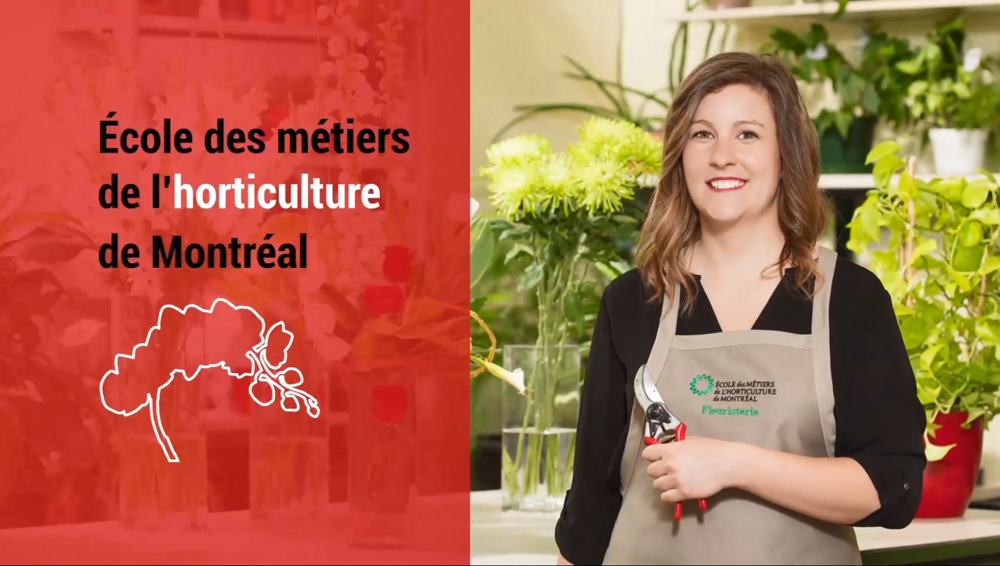 École des métiers
de l'horticulture
de Montréal
ÉCOLE des MÉTIERS
de L'HORTICULTURE
de MONTRÉAL
Fleuristerie